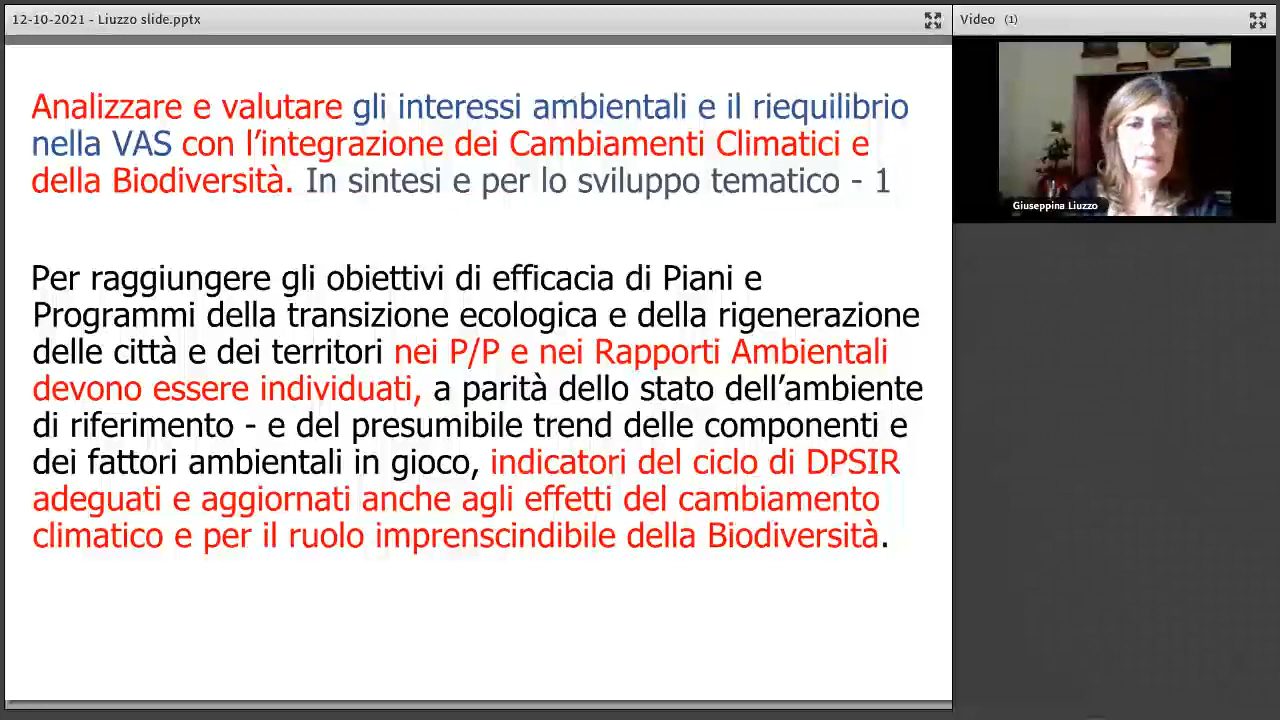 12-10-2021 - Liuzzo slide.pptx
Video (1)
Analizzare e valutare gli interessi ambientali e il riequilibrio
nella VAS con l’integrazione dei Cambiamenti Climatici e
della Biodiversità. In sintesi e per lo sviluppo tematico - 1
Per raggiungere gli obiettivi di efficacia di Piani e
Programmi della transizione ecologica e della rigenerazione
delle città e dei territori nei P/P e nei Rapporti Ambientali
devono essere individuati, a parità dello stato dell’ambiente
di riferimento - e del presumibile trend delle componenti e
dei fattori ambientali in gioco, indicatori del ciclo di DPSIR
adeguati e aggiornati anche agli effetti del cambiamento
climatico e per il ruolo imprenscindibile della Biodiversità.
Giuseppina Liuzzo